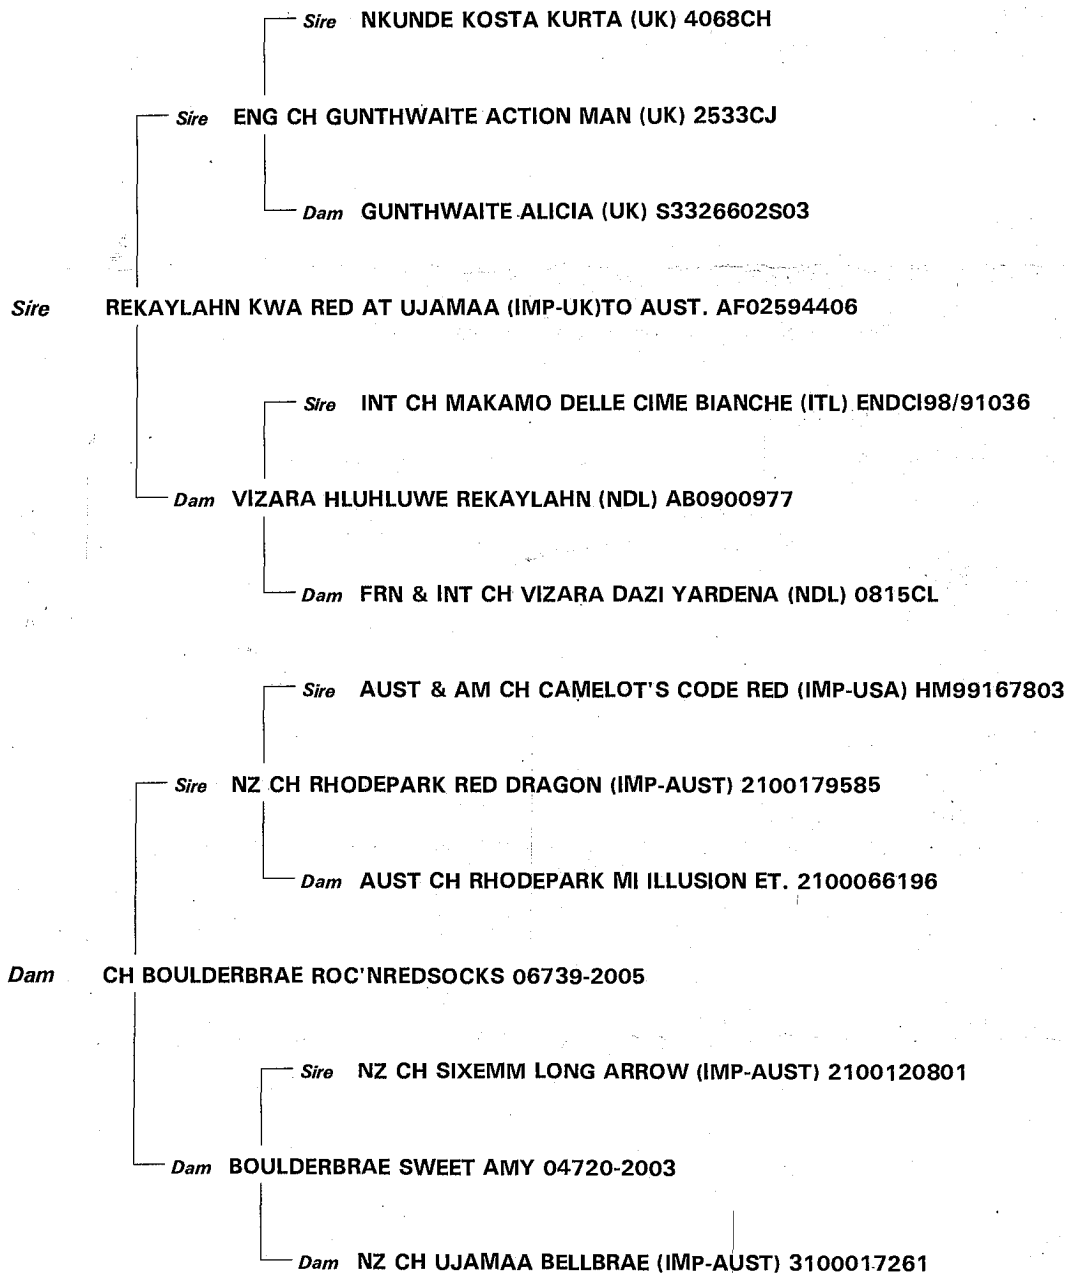 Sire NKUNDE KOSTA KURTA (UK) 4068CH
Sire ENG CH GUNTHWAITE ACTION MAN (UK) 2533CJ
Dam GUNTHWAITE ALICIA (UK) S3326602S03
Sire REKAYLAHN KWA RED AT UJAMAA (IMP-UK)TO AUST. AF02594406
Sire INT CH MAKAMO DELLE CIME BIANCHE (ITL) ENDCI98/91036
Dam VIZARA HLUHLUWE REKAYLAHN (NDL) AB0900977
Dam FRN & INT CH VIZARA DAZI YARDENA (NDL) 0815CL
Sire AUST & AM CH CAMELOT'S CODE RED (IMP-USA) HM99167803
Sire NZ CH RHODEPARK RED DRAGON (IMP-AUST) 2100179585
Dam AUST CH RHODEPARK MI ILLUSION ET. 2100066196
Dam CH BOULDERBRAE ROC'NREDSOCKS 06739-2005
Sire NZ CH SIXEMM LONG ARROW (IMP-AUST) 2100120801
Dam BOULDERBRAE SWEET AMY 04720-2003
Dam NZ CH UJAMAA BELLBRAE (IMP-AUST) 3100017261